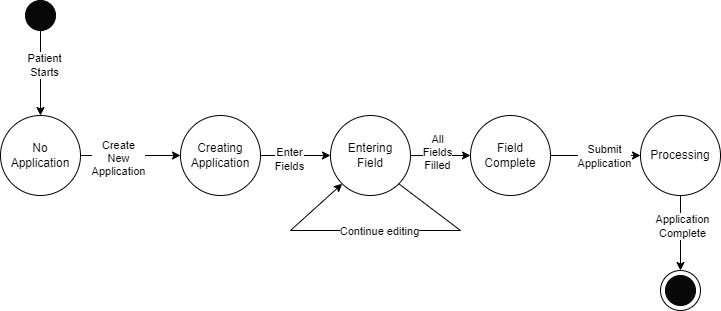 Patient
Starts
No
Application
Create
New
Application
Creating
Application
Enter
Fields
Entering
Field
All
Fields
Filled
Field
Complete
Submit
Application
Processing
Continue editing
Application
Complete